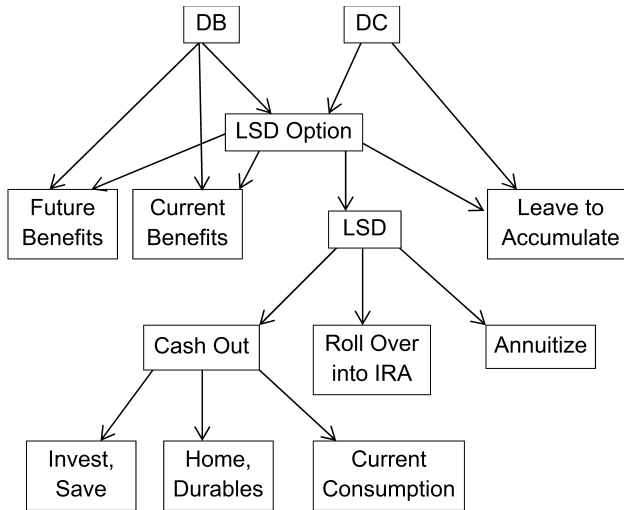 DB
DC
LSD Option
Future
Benefits
Current
Benefits
LSD
Leave to
Accumulate
Cash Out
Roll Over
into IRA
Annuitize
Invest,
Save
Home,
Durables
Current
Consumption